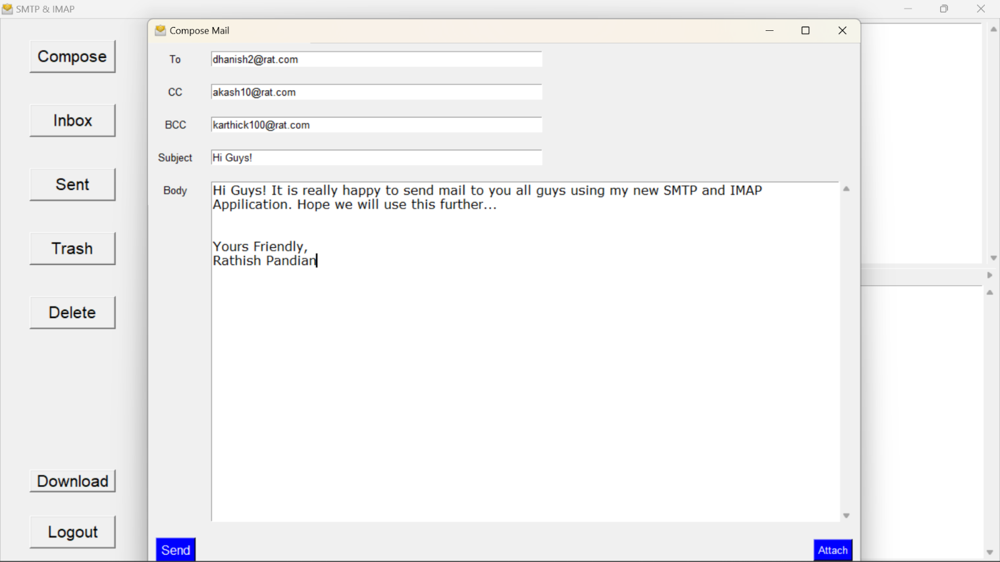 SMTP & IMAP
Compose
Inbox
Sent
Trash
Delete
Download
Logout
Compose Mail
To
dhanish2@rat.com
CC
akash10@rat.com
BCC
karthick100@rat.com
Subject
Hi Guys!
Body
Hi Guys! It is really happy to send mail to you all guys using my new SMTP and IMAP
Appilication. Hope we will use this further...
Yours Friendly,
Rathish Pandian
Send
Attach